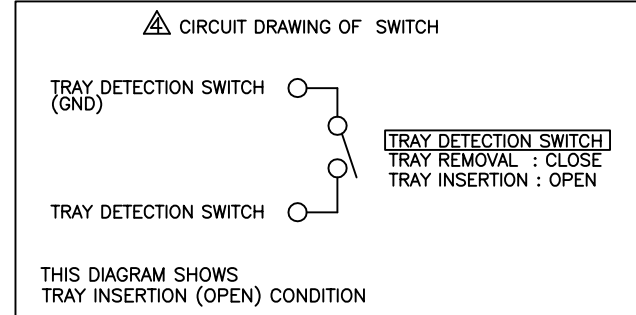 4 CIRCUIT DRAWING OF SWITCH
TRAY DETECTION SWITCH
(GND)
TRAY DETECTION SWITCH
TRAY REMOVAL : CLOSE
TRAY INSERTION : OPEN
TRAY DETECTION SWITCH
THIS DIAGRAM SHOWS
TRAY INSERTION (OPEN) CONDITION